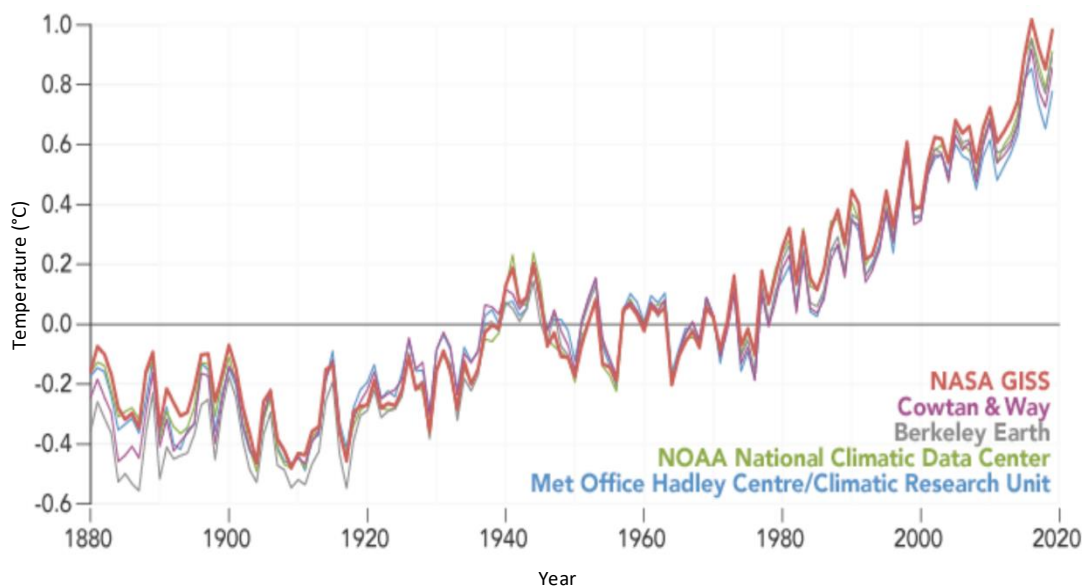 1.0
0.8
0.6
0.4
0.2
0.0
-0.2
-0.4
-0.6
Temperature (°C)
NASA GISS
Cowtan & Way
Berkeley Earth
NOAA National Climatic Data Center
Met Office Hadley Centre/Climatic Research Unit
1880 1900 1920 1940 1960 1980 2000 2020
Year